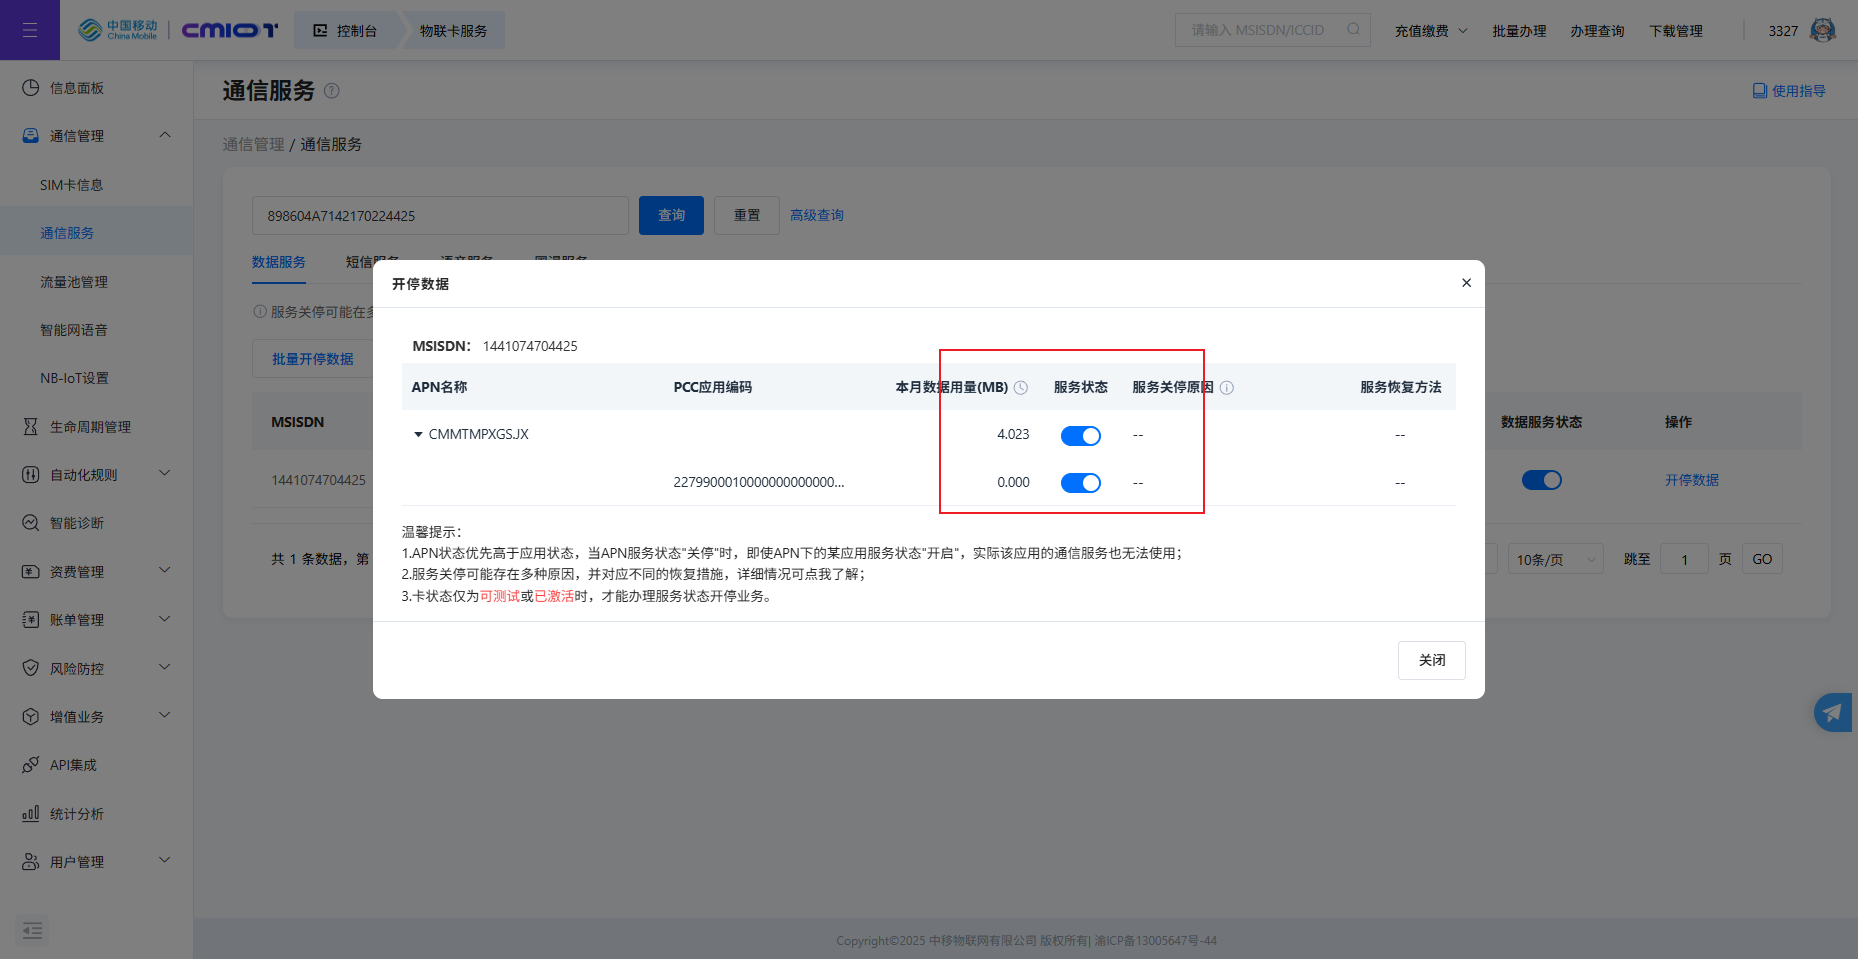 中国移动
China Mobile
CMIOT
控制台
物联卡服务
请输入 MSISDN/ICCID
充值缴费
批量办理
办理查询
下载管理
3327
信息面板
通信管理
SIM卡信息
通信服务
流量池管理
智能网语音
NB-IoT设置
生命周期管理
自动化规则
智能诊断
资费管理
账单管理
风险防控
增值业务
API集成
统计分析
用户管理
通信服务
使用指导
通信管理 / 通信服务
898604A7142170224425
查询
重置
高级查询
数据服务
短信服务
语音服务
服务关停可能在多
批量开停数据
MSISDN
数据服务状态
操作
1441074704425
开停数据
共 1 条数据，第
10条/页
跳至
1
页
GO
开停数据
MSISDN： 1441074704425
APN名称
PCC应用编码
本月数据用量(MB)
服务状态
服务关停原因
服务恢复方法
CMMTMPXGS.JX
4.023
--
--
2279900010000000000000...
0.000
--
--
温馨提示：
1.APN状态优先高于应用状态，当APN服务状态"关停"时，即使APN下的某应用服务状态"开启"，实际该应用的通信服务也无法使用；
2.服务关停可能存在多种原因，并对应不同的恢复措施，详细情况可点我了解；
3.卡状态仅为可测试或已激活时，才能办理服务状态开停业务。
关闭
Copyright©2025 中移物联网有限公司 版权所有| 渝ICP备13005647号-44